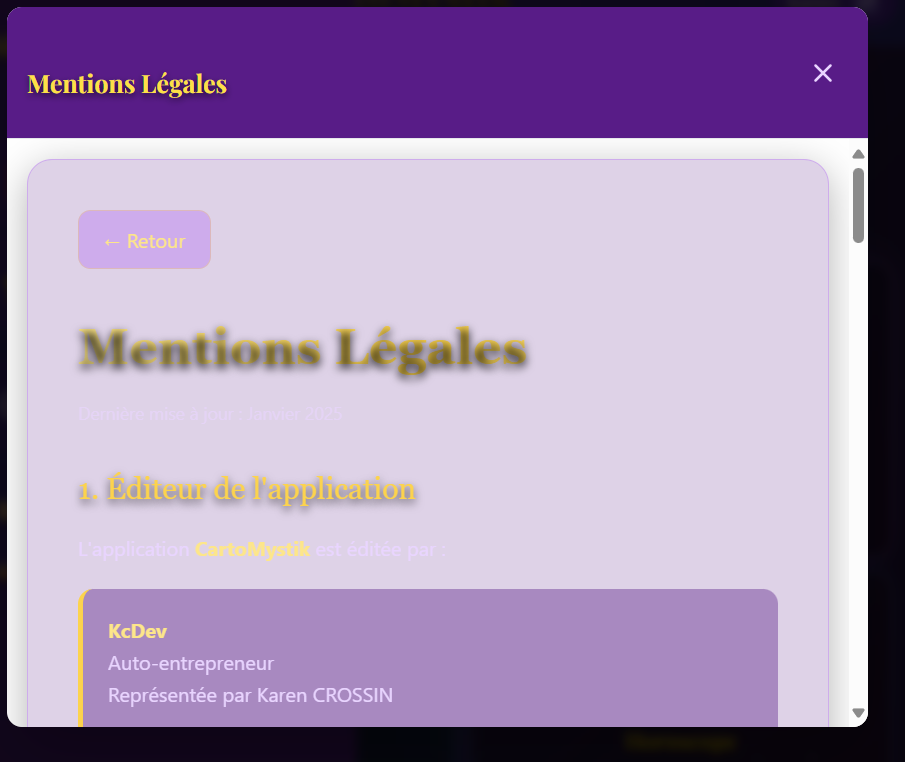 Mentions Légales
← Retour
Mentions Légales
Dernière mise à jour : Janvier 2025
1. Éditeur de l'application
L'application CartoMystik est éditée par :
KcDev
Auto-entrepreneur
Représentée par Karen CROSSIN